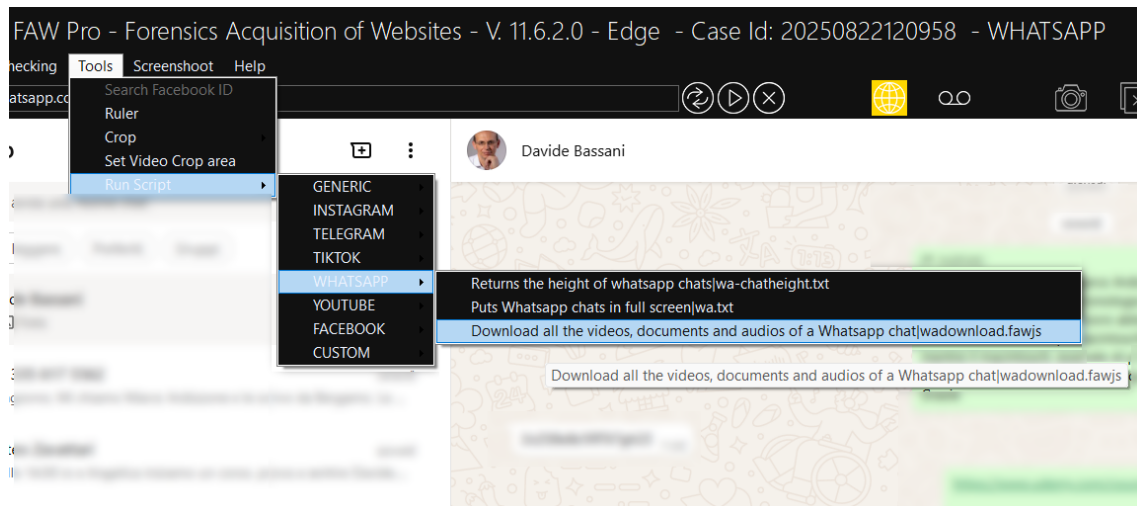 FAW Pro - Forensics Acquisition of Websites - V. 11.6.2.0 - Edge - Case Id: 20250822120958 - WHATSAPP
hecking Tools Screenshoot Help
atsapp.co
Search Facebook ID
Ruler
Crop
Set Video Crop area
Run Script
Davide Bassani
GENERIC
INSTAGRAM
TELEGRAM
TIKTOK
WHATSAPP
YOUTUBE
FACEBOOK
CUSTOM
Returns the height of whatsapp chats|wa-chatheight.txt
Puts Whatsapp chats in full screen|wa.txt
Download all the videos, documents and audios of a Whatsapp chat|wadownload.fawjs
Download all the videos, documents and audios of a Whatsapp chat|wadownload.fawjs